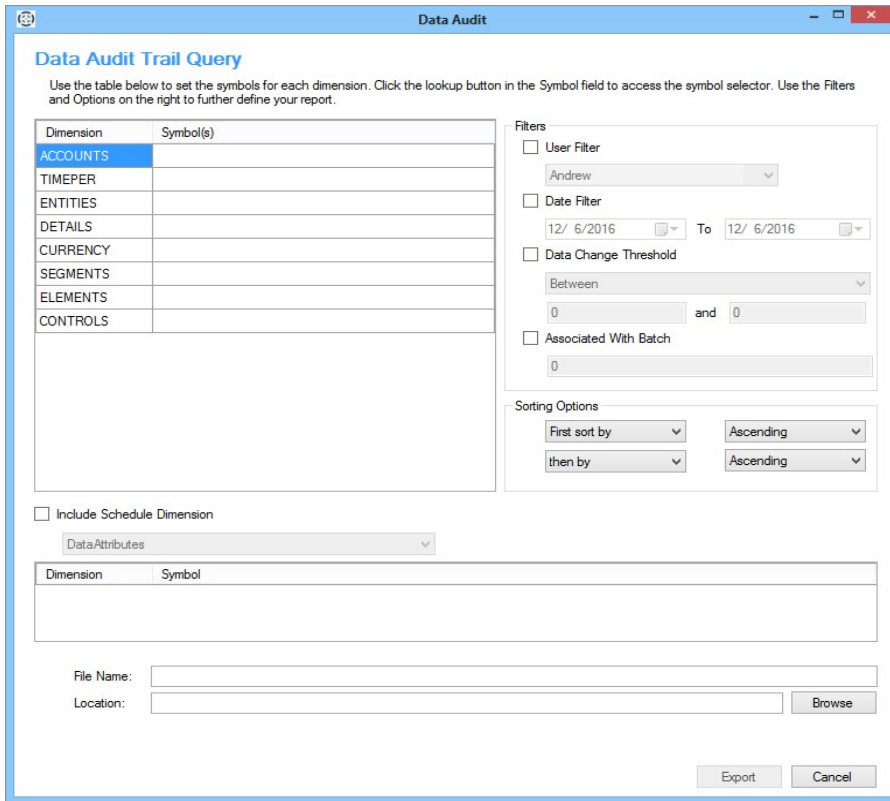 Data Audit
Data Audit Trail Query
Use the table below to set the symbols for each dimension. Click the lookup button in the Symbol field to access the symbol selector. Use the Filters
and Options on the right to further define your report.
Dimension Symbol(s)
ACCOUNTS
TIMEPER
ENTITIES
DETAILS
CURRENCY
SEGMENTS
ELEMENTS
CONTROLS
Filters
User Filter
Andrew
Date Filter
12/ 6/2016 To 12/ 6/2016
Data Change Threshold
Between
0 and 0
Associated With Batch
0
Sorting Options
First sort by Ascending
then by Ascending
Include Schedule Dimension
DataAttributes
Dimension Symbol
File Name:
Location: Browse
Export Cancel